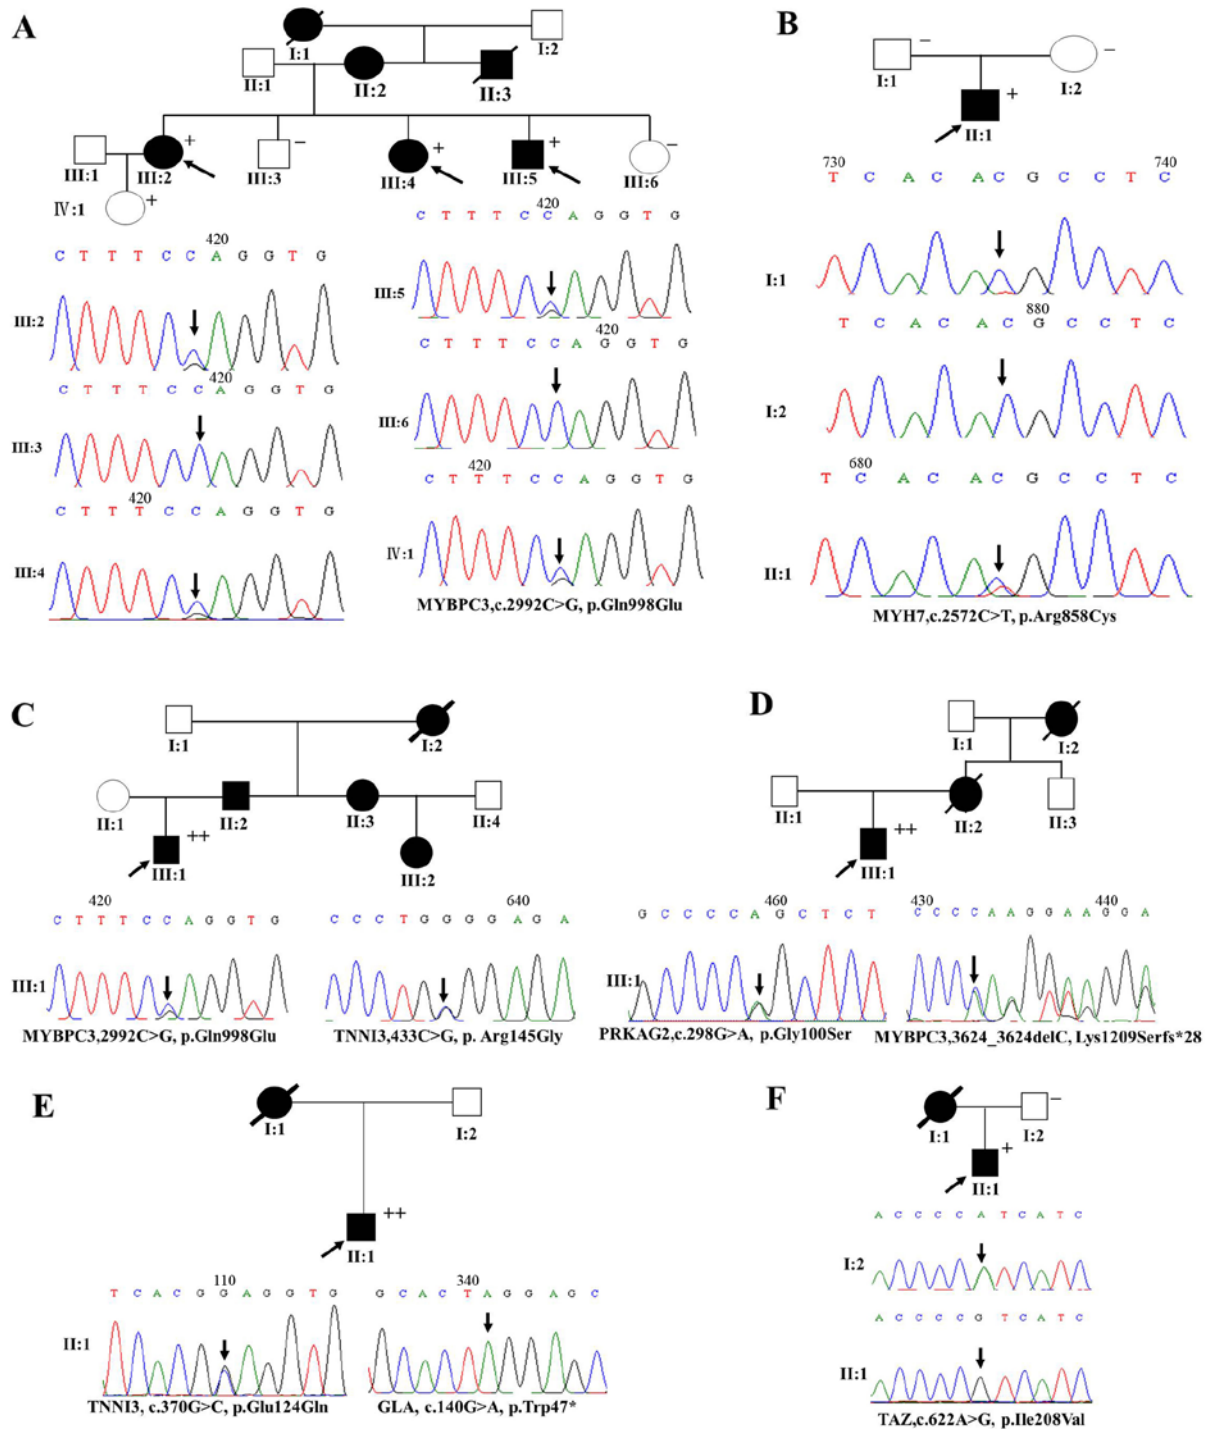 A
I:1
I:2
II:1
II:2
II:3
III:1
III:2
+
III:3
−
III:4
+
III:5
+
III:6
−
IV:1
+
420
C T T T C C A G G T G
III:2
420
C T T T C C A G G T G
III:3
420
C T T T C C A G G T G
III:4
420
C T T T C C A G G T G
III:5
420
C T T T C C A G G T G
III:6
420
C T T T C C A G G T G
IV:1
MYBPC3,c.2992C>G, p.Gln998Glu
B
I:1
−
I:2
−
II:1
+
730 740
T C A C A C G C C T C
I:1
880
T C A C A C G C C T C
I:2
680
T C A C A C G C C T C
II:1
MYH7,c.2572C>T, p.Arg858Cys
C
I:1
I:2
II:1
II:2
II:3
II:4
III:1
++
III:2
420
C T T T C C A G G T G
III:1
MYBPC3,2992C>G, p.Gln998Glu
640
C C C T G G G G A G A
TNNI3,433C>G, p. Arg145Gly
D
I:1
I:2
II:1
II:2
II:3
III:1
++
460
G C C C C A G C T C T
III:1
PRKAG2,c.298G>A, p.Gly100Ser
430 440
C C C C A A G G A A G G A
MYBPC3,3624_3624delC, Lys1209Serfs*28
E
I:1
I:2
II:1
++
110
T C A C G G A G G T G
II:1
TNNI3, c.370G>C, p.Glu124Gln
340
G C A C T A G G A G C
GLA, c.140G>A, p.Trp47*
F
I:1
I:2
−
II:1
+
A C C C C A T C A T C
I:2
A C C C C G T C A T C
II:1
TAZ,c.622A>G, p.Ile208Val